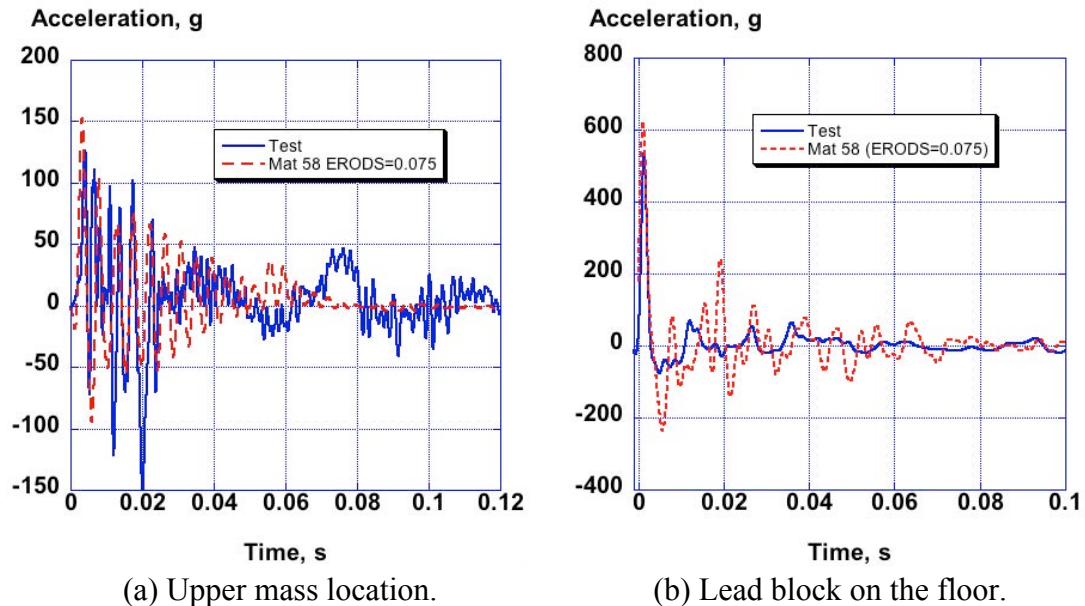 Acceleration, g
200
150
100
50
0
-50
-100
-150
0 0.02 0.04 0.06 0.08 0.1 0.12
Time, s
Test
Mat 58 ERODS=0.075
(a) Upper mass location.
Acceleration, g
800
600
400
200
0
-200
-400
0 0.02 0.04 0.06 0.08 0.1
Time, s
Test
Mat 58 (ERODS=0.075)
(b) Lead block on the floor.